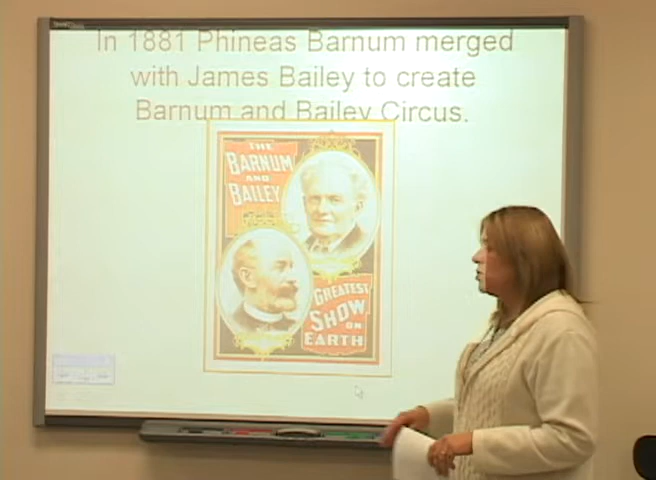 In 1881 Phineas Barnum merged
with James Bailey to create
Barnum and Bailey Circus.
THE
BARNUM
AND
BAILEY
GREATEST
SHOW
ON
EARTH